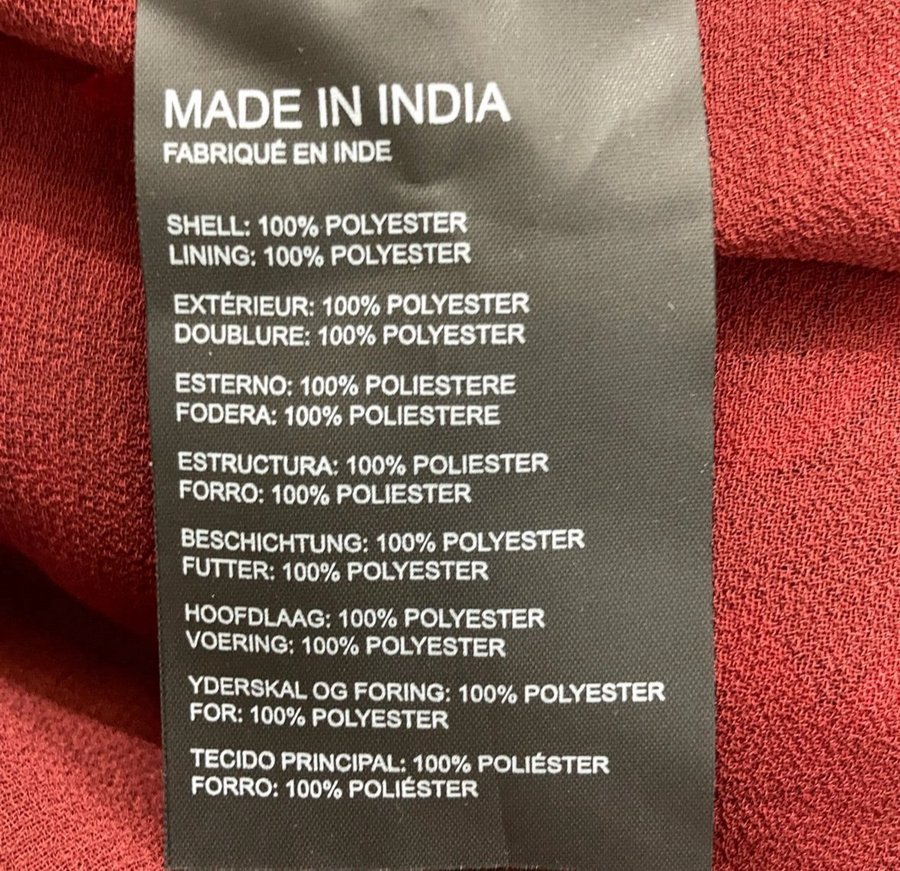 MADE IN INDIA
FABRIQUÉ EN INDE
SHELL: 100% POLYESTER
LINING: 100% POLYESTER
EXTÉRIEUR: 100% POLYESTER
DOUBLURE: 100% POLYESTER
ESTERNO: 100% POLIESTERE
FODERA: 100% POLIESTERE
ESTRUCTURA: 100% POLIESTER
FORRO: 100% POLIESTER
BESCHICHTUNG: 100% POLYESTER
FUTTER: 100% POLYESTER
HOOFDLAAG: 100% POLYESTER
VOERING: 100% POLYESTER
YDERSKAL OG FORING: 100% POLYESTER
FOR: 100% POLYESTER
TECIDO PRINCIPAL: 100% POLIÉSTER
FORRO: 100% POLIÉSTER